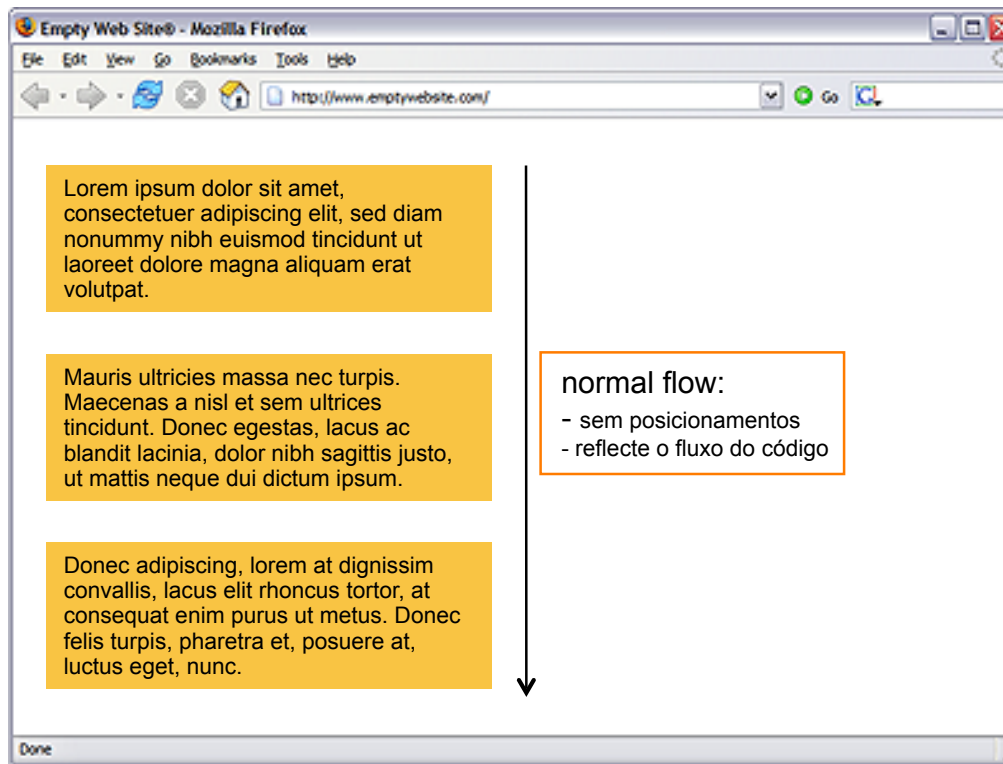 Empty Web Site® - Mozilla Firefox
File Edit View Go Bookmarks Tools Help
http://www.emptywebsite.com/ Go
Lorem ipsum dolor sit amet,
consectetuer adipiscing elit, sed diam
nonummy nibh euismod tincidunt ut
laoreet dolore magna aliquam erat
volutpat.
Mauris ultricies massa nec turpis.
Maecenas a nisl et sem ultrices
tincidunt. Donec egestas, lacus ac
blandit lacinia, dolor nibh sagittis justo,
ut mattis neque dui dictum ipsum.
normal flow:
- sem posicionamentos
- reflecte o fluxo do código
Donec adipiscing, lorem at dignissim
convallis, lacus elit rhoncus tortor, at
consequat enim purus ut metus. Donec
felis turpis, pharetra et, posuere at,
luctus eget, nunc.
Done